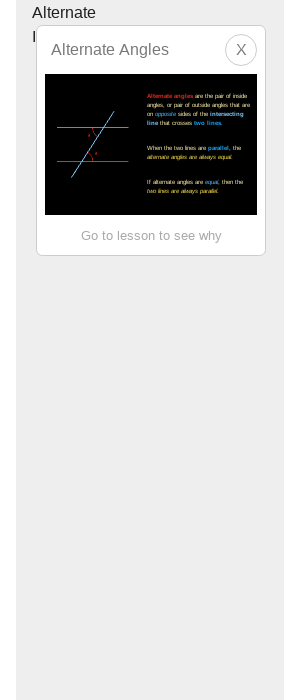 Alternate
I
Alternate Angles
X
Alternate angles are the pair of inside
angles, or pair of outside angles that are
on opposite sides of the intersecting
line that crosses two lines.
When the two lines are parallel, the
alternate angles are always equal.
If alternate angles are equal, then the
two lines are always parallel.
Go to lesson to see why